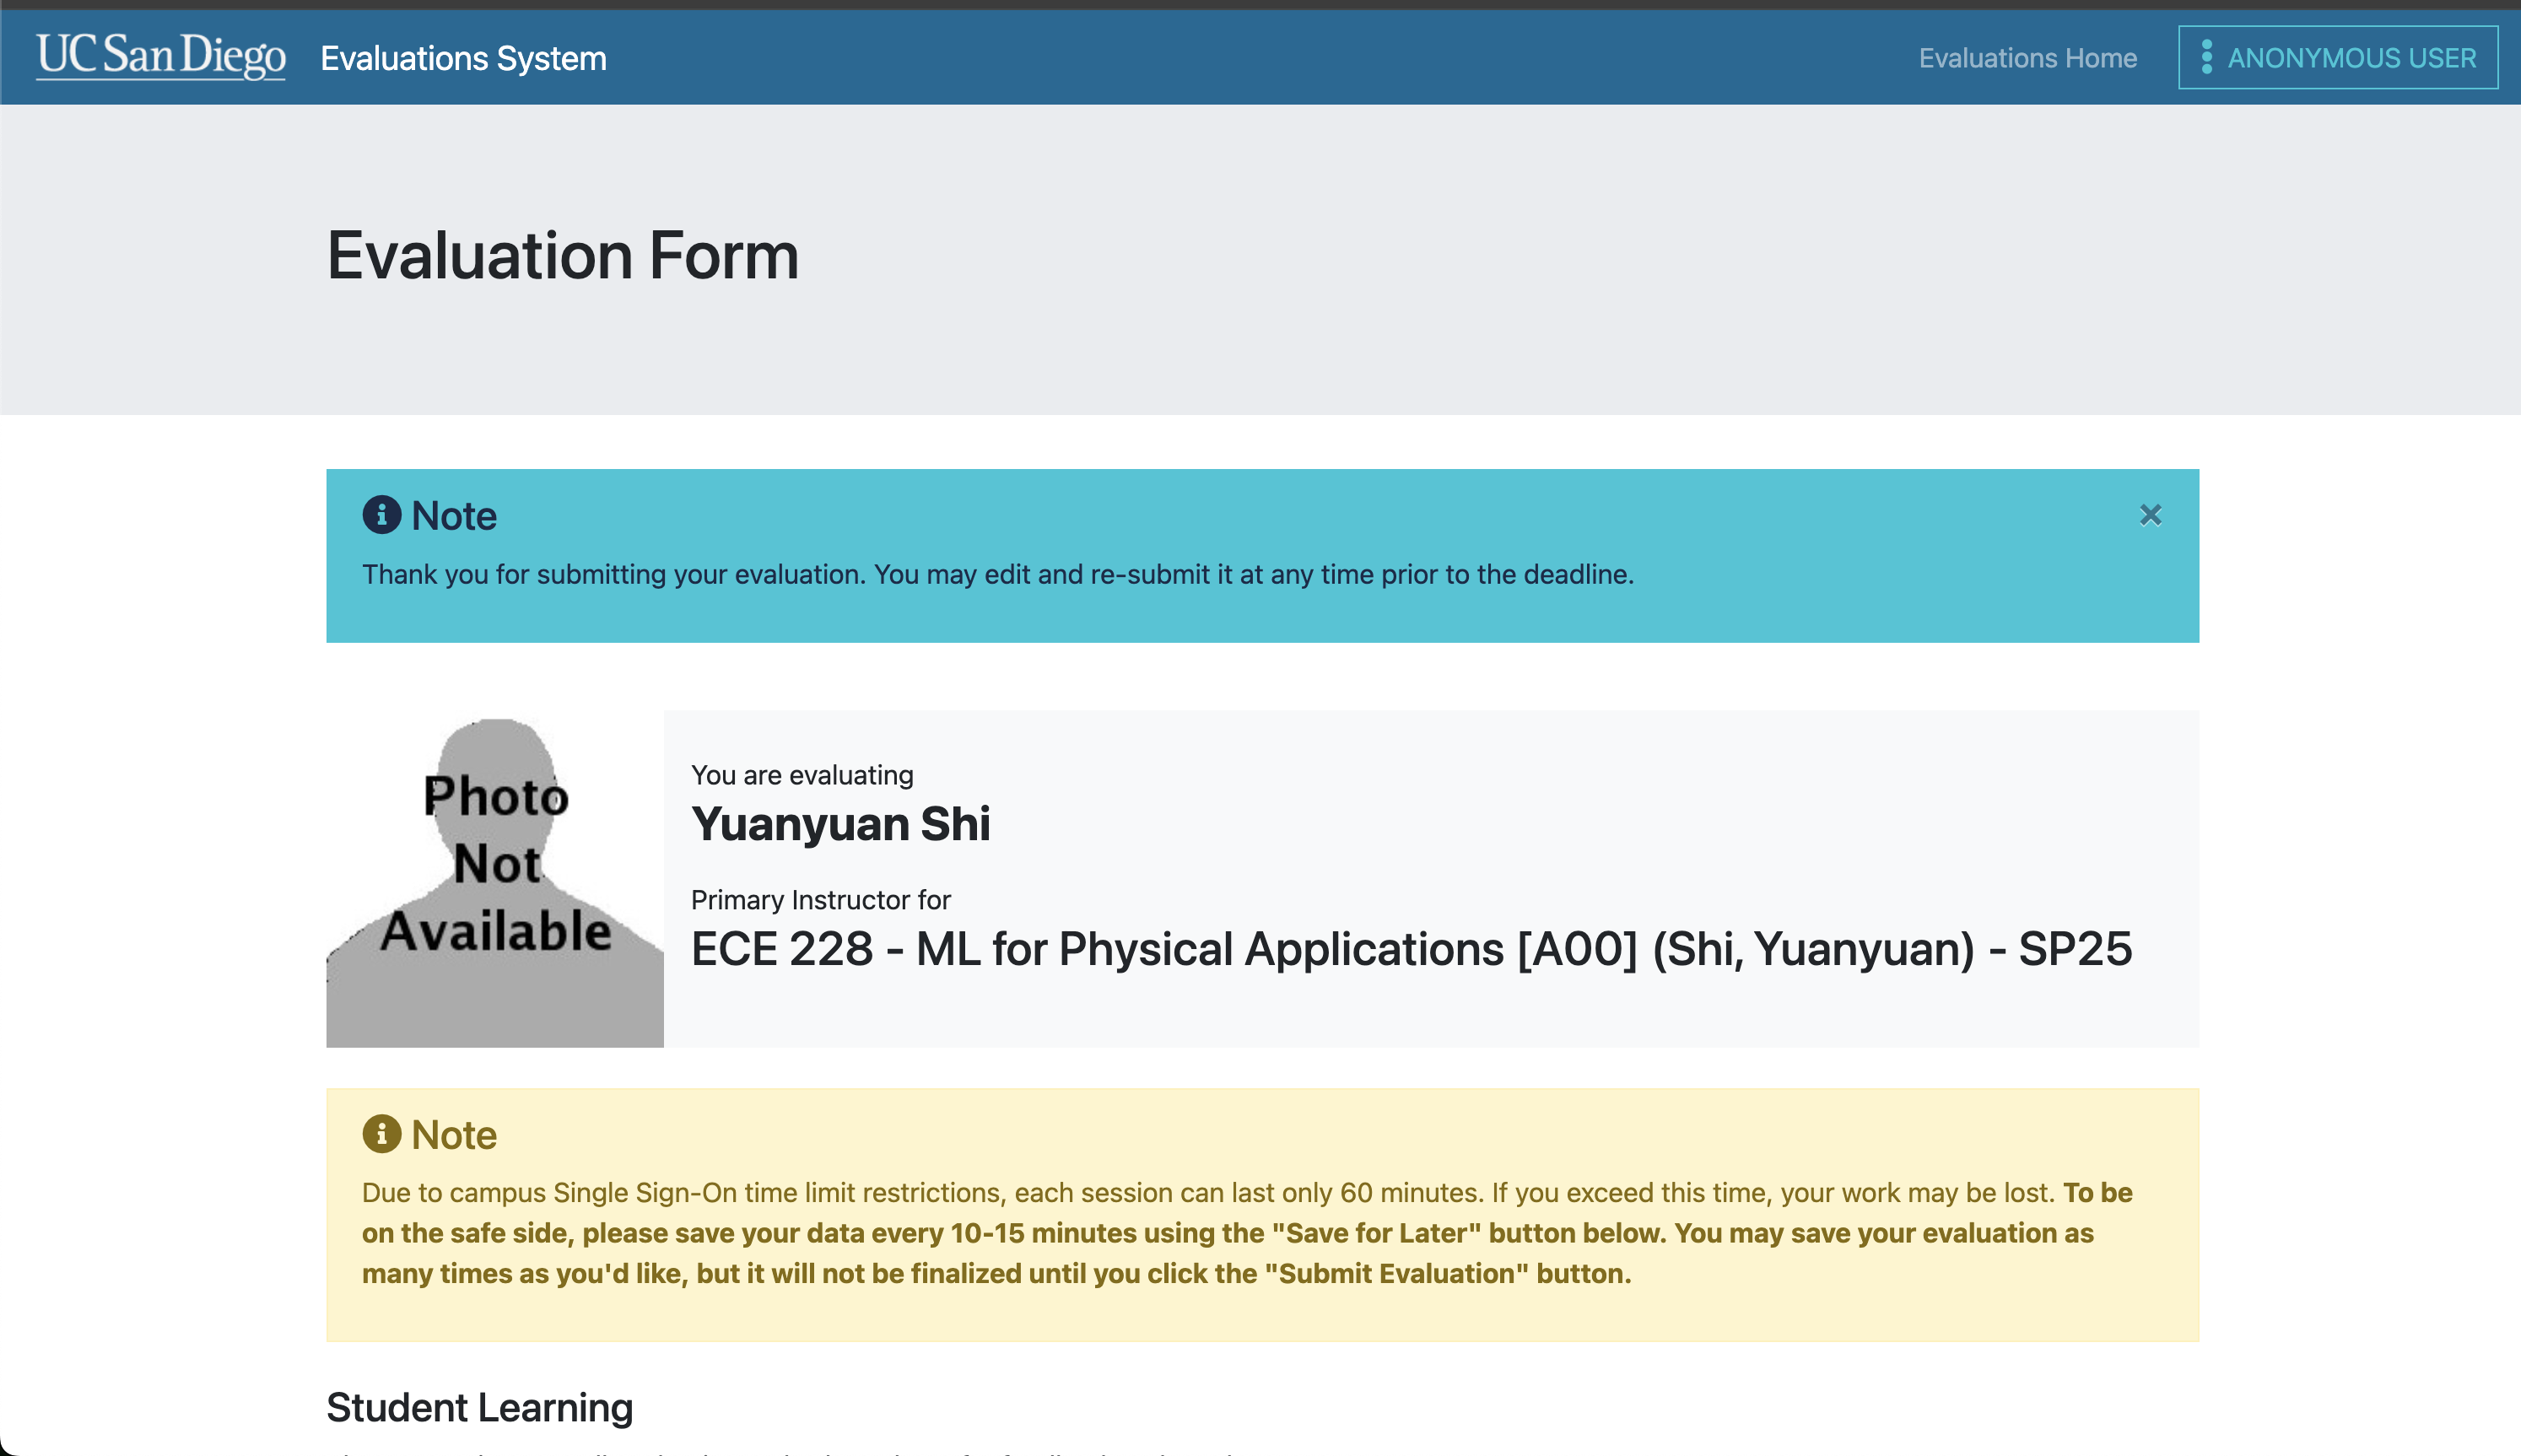 UC San Diego Evaluations System Evaluations Home ANONYMOUS USER
Evaluation Form
Note
Thank you for submitting your evaluation. You may edit and re-submit it at any time prior to the deadline.
Photo
Not
Available
You are evaluating
Yuanyuan Shi
Primary Instructor for
ECE 228 - ML for Physical Applications [A00] (Shi, Yuanyuan) - SP25
Note
Due to campus Single Sign-On time limit restrictions, each session can last only 60 minutes. If you exceed this time, your work may be lost. To be
on the safe side, please save your data every 10-15 minutes using the "Save for Later" button below. You may save your evaluation as
many times as you'd like, but it will not be finalized until you click the "Submit Evaluation" button.
Student Learning